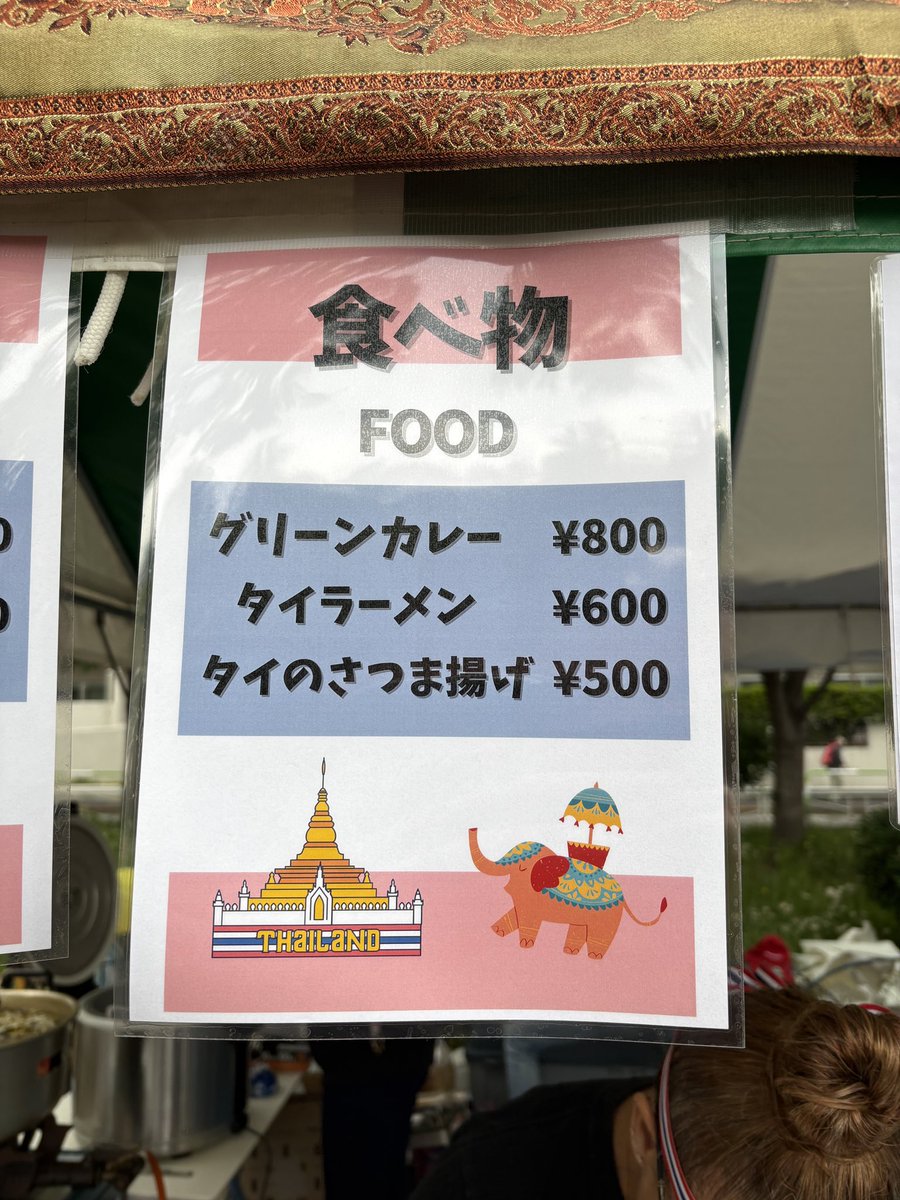 食べ物
FOOD
グリーンカレー ¥800
タイラーメン ¥600
タイのさつま揚げ ¥500
THAILAND